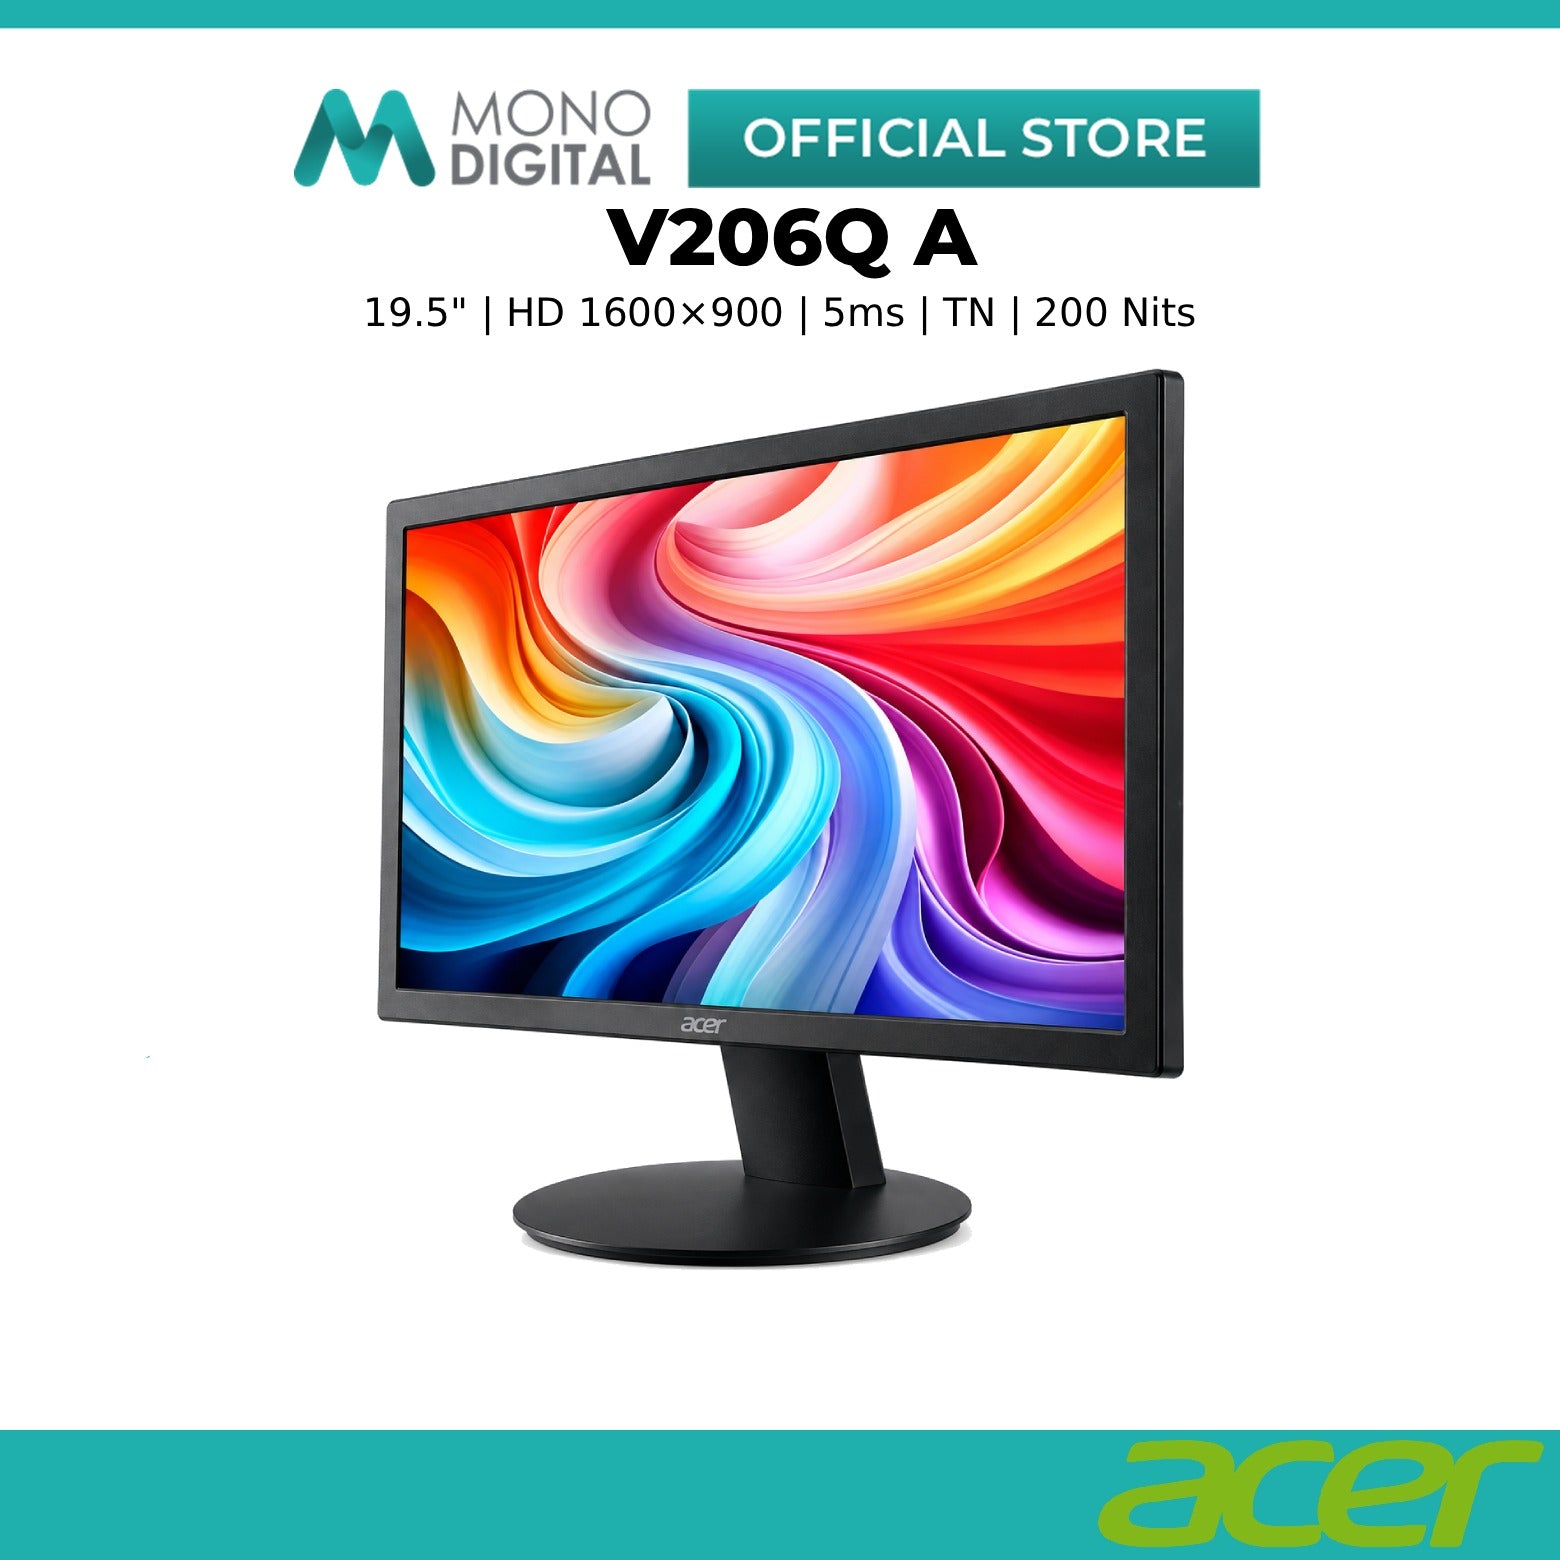 MONO
DIGITAL
OFFICIAL STORE
V206Q A
19.5" | HD 1600×900 | 5ms | TN | 200 Nits
acer
acer